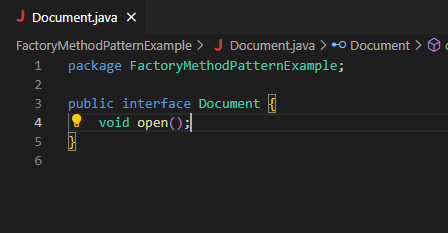 J Document.java X
FactoryMethodPatternExample > J Document.java > Document >
1 package FactoryMethodPatternExample;
2
3 public interface Document {
4 void open();
5 }
6